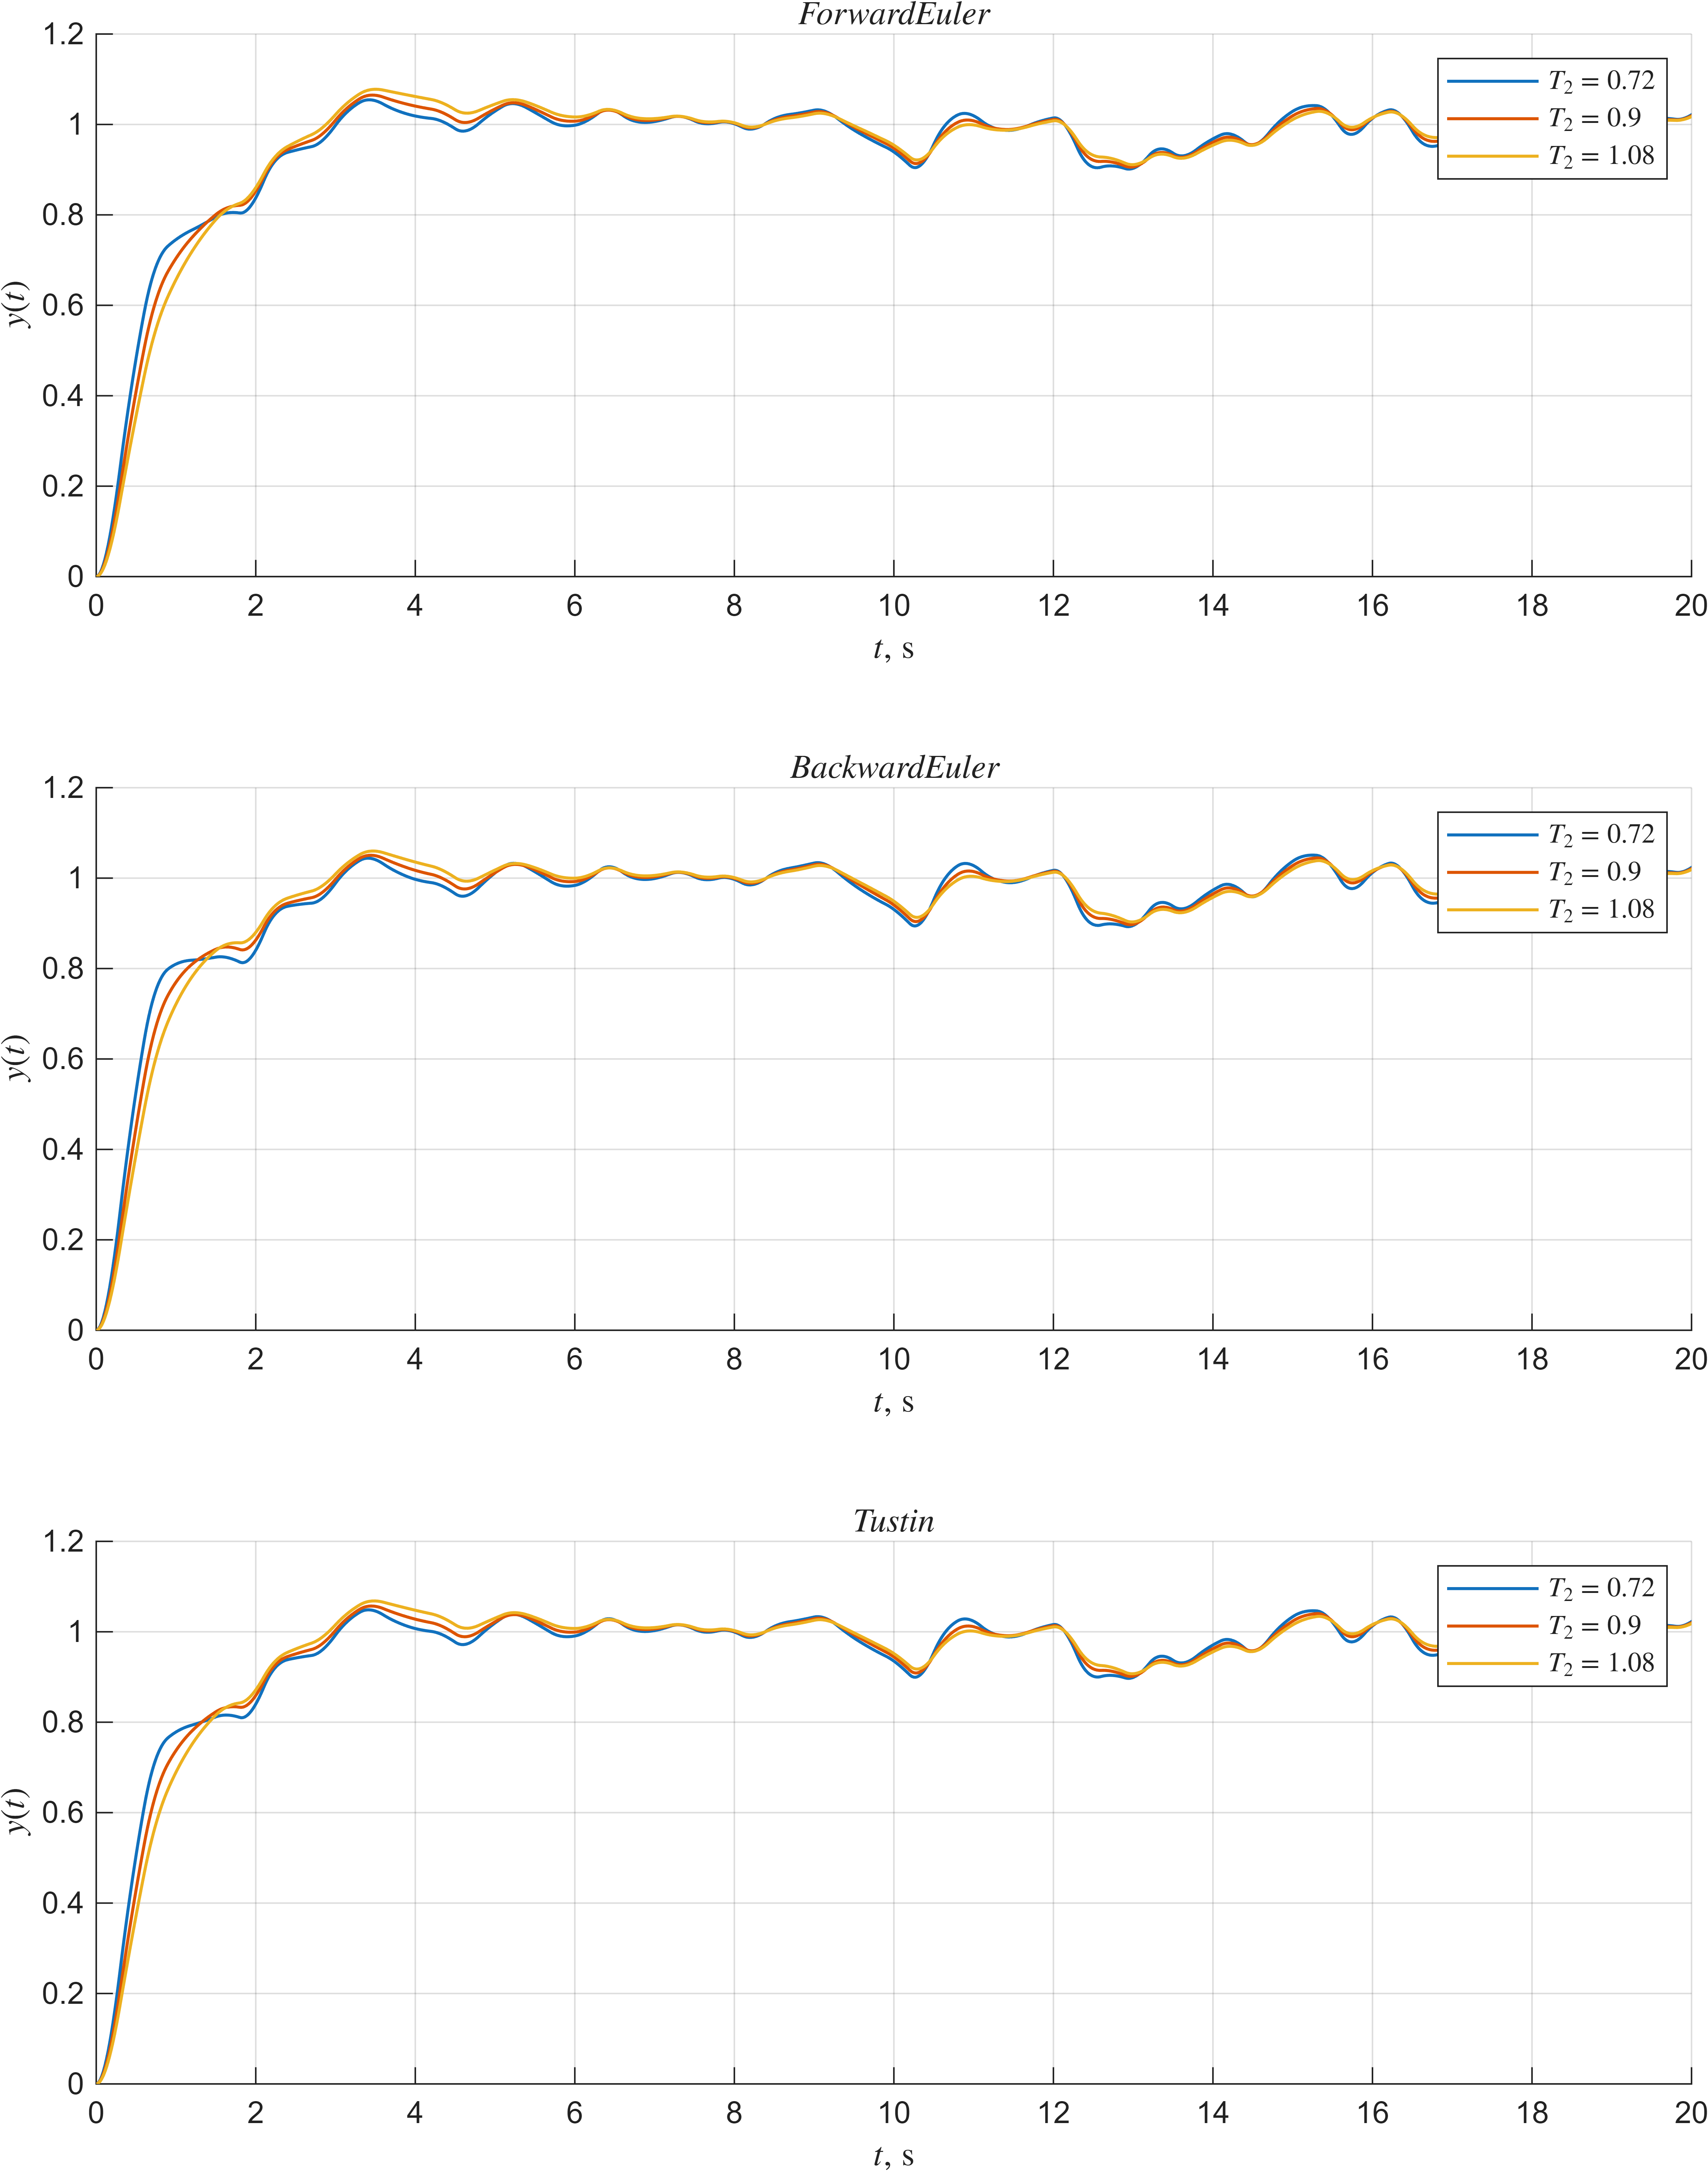 ForwardEuler
1.2
1
0.8
0.6
0.4
0.2
0
y(t)
T₂ = 0.72
T₂ = 0.9
T₂ = 1.08
0 2 4 6 8 10 12 14 16 18 20
t, s
BackwardEuler
1.2
1
0.8
0.6
0.4
0.2
0
y(t)
T₂ = 0.72
T₂ = 0.9
T₂ = 1.08
0 2 4 6 8 10 12 14 16 18 20
t, s
Tustin
1.2
1
0.8
0.6
0.4
0.2
0
y(t)
T₂ = 0.72
T₂ = 0.9
T₂ = 1.08
0 2 4 6 8 10 12 14 16 18 20
t, s